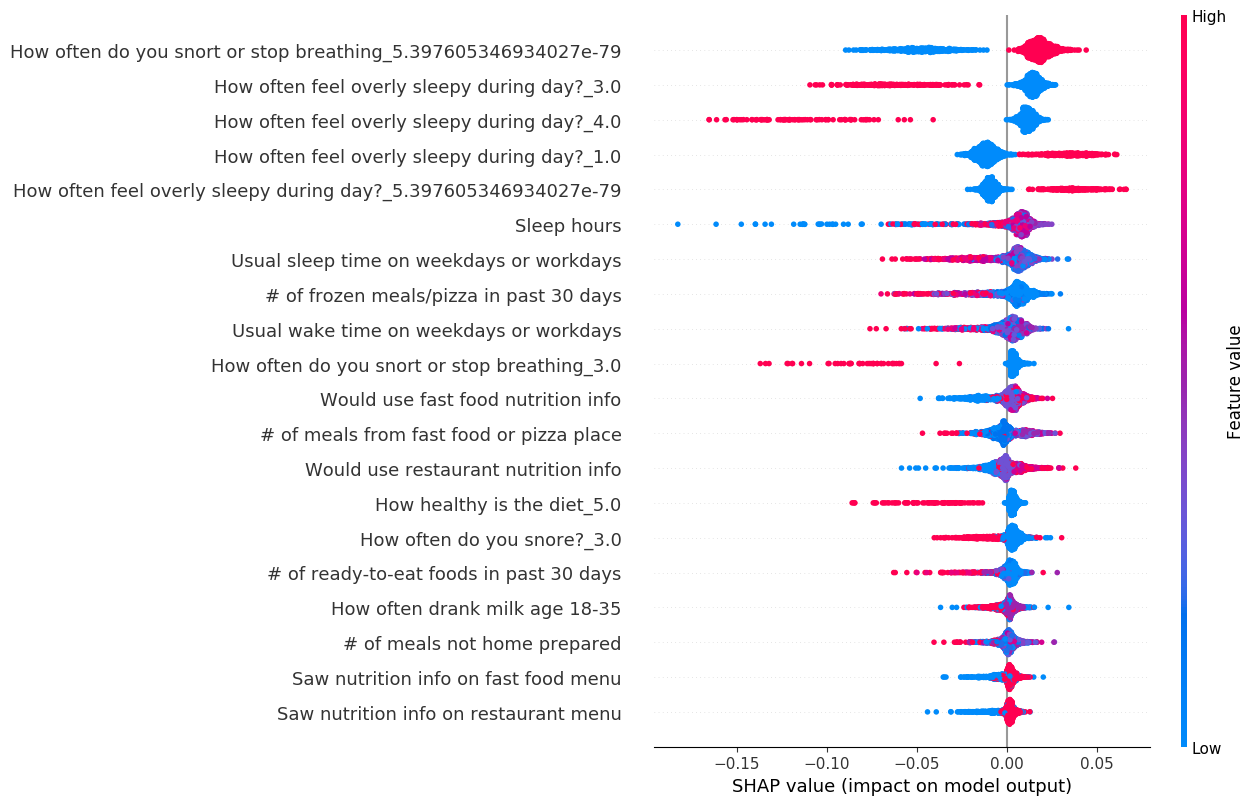 High
How often do you snort or stop breathing_5.397605346934027e-79
How often feel overly sleepy during day?_3.0
How often feel overly sleepy during day?_4.0
How often feel overly sleepy during day?_1.0
How often feel overly sleepy during day?_5.397605346934027e-79
Sleep hours
Usual sleep time on weekdays or workdays
# of frozen meals/pizza in past 30 days
Usual wake time on weekdays or workdays
How often do you snort or stop breathing_3.0
Would use fast food nutrition info
# of meals from fast food or pizza place
Would use restaurant nutrition info
How healthy is the diet_5.0
How often do you snore?_3.0
# of ready-to-eat foods in past 30 days
How often drank milk age 18-35
# of meals not home prepared
Saw nutrition info on fast food menu
Saw nutrition info on restaurant menu
Feature value
Low
−0.15 −0.10 −0.05 0.00 0.05
SHAP value (impact on model output)